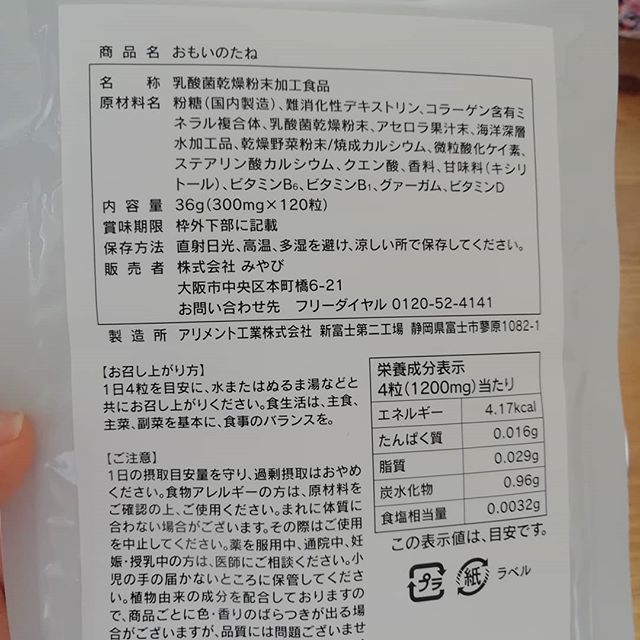 商品名 おもいのたね
名称 乳酸菌乾燥粉末加工食品
原材料名 粉糖(国内製造)、難消化性デキストリン、コラーゲン含有ミ
ネラル複合体、乳酸菌乾燥粉末、アセロラ果汁末、海洋深層
水加工品、乾燥野菜粉末/焼成カルシウム、微粒酸化ケイ素、
ステアリン酸カルシウム、クエン酸、香料、甘味料(キシリ
トール)、ビタミンB₆、ビタミンB₁、グァーガム、ビタミンD
内容量 36g(300mg×120粒)
賞味期限 枠外下部に記載
保存方法 直射日光、高温、多湿を避け、涼しい所で保存してください。
販売者 株式会社 みやび
大阪市中央区本町橋6-21
お問い合わせ先 フリーダイヤル 0120-52-4141
製造所 アリメント工業株式会社 新富士第二工場 静岡県富士市蓼原1082-1
【お召し上がり方】
1日4粒を目安に、水またはぬるま湯などと
共にお召し上がりください。食生活は、主食、
主菜、副菜を基本に、食事のバランスを。
【ご注意】
1日の摂取目安量を守り、過剰摂取はおやめ
ください。食物アレルギーの方は、原材料を
ご確認の上、ご使用ください。まれに体質に
合わない場合がございます。その際はご使用
を中止してください。薬を服用中、通院中、妊
娠・授乳中の方は、医師にご相談ください。小
児の手の届かないところに保管してくださ
い。植物由来の成分を配合しておりますの
で、商品ごとに色・香りのばらつきが出る場
合がございますが、品質には問題ございませ
栄養成分表示
4粒(1200mg)当たり
エネルギー 4.17kcal
たんぱく質 0.016g
脂質 0.029g
炭水化物 0.96g
食塩相当量 0.0032g
この表示値は、目安です。
プラ 紙 ラベル